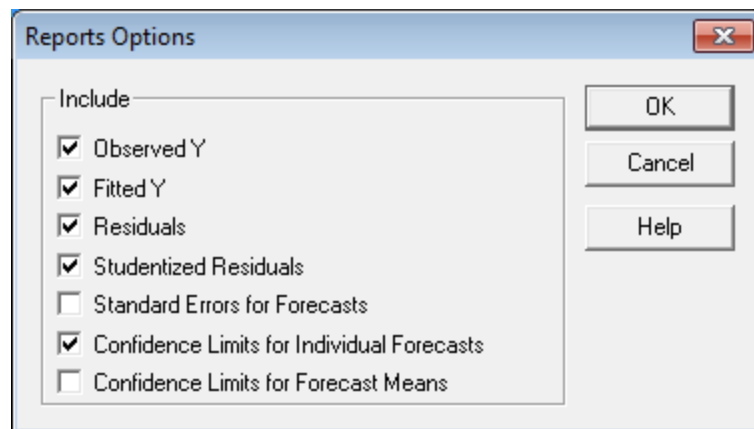 Reports Options
Include
Observed Y
Fitted Y
Residuals
Studentized Residuals
Standard Errors for Forecasts
Confidence Limits for Individual Forecasts
Confidence Limits for Forecast Means
OK
Cancel
Help